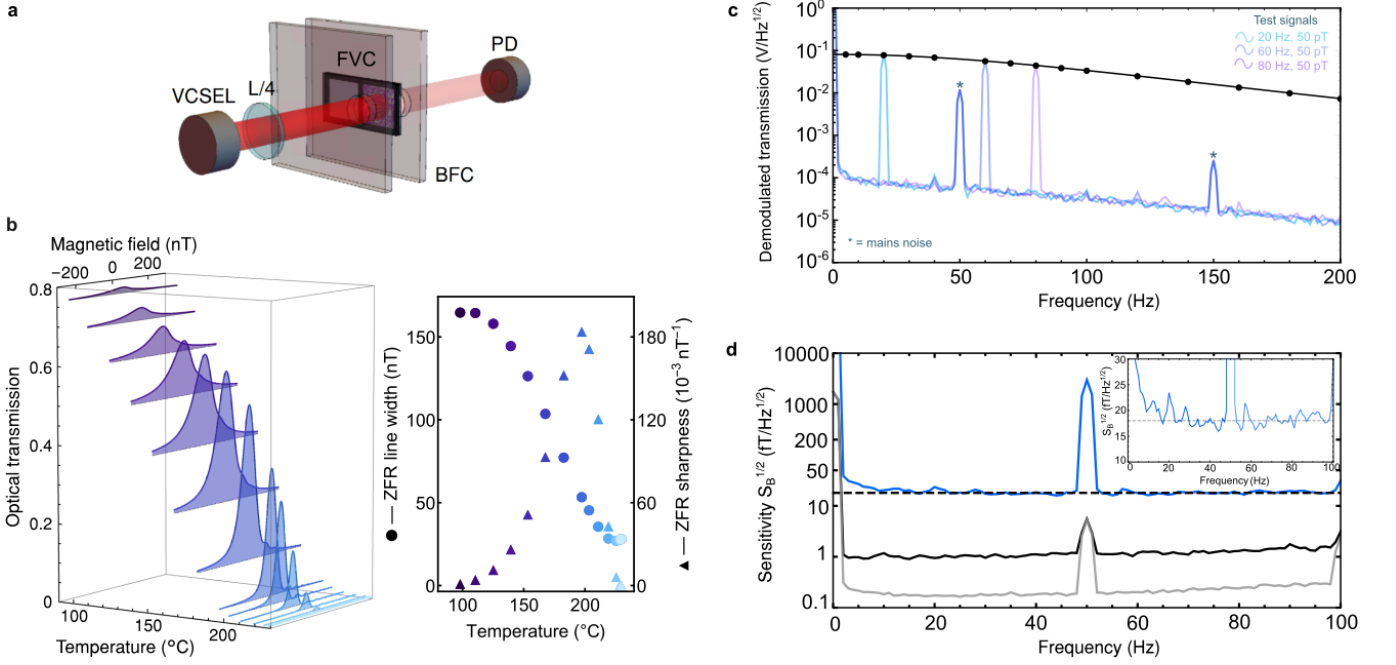 a
VCSEL
L/4
FVC
BFC
PD
b
Magnetic field (nT)
−200 0 200
0.8
0.6
0.4
0.2
0
Optical transmission
100 150 200
Temperature (°C)
● — ZFR line width (nT)
150
100
50
0
100 150 200
Temperature (°C)
180
120
60
0
▲ — ZFR sharpness (10⁻³ nT⁻¹)
c
Demodulated transmission (V/Hz^1/2)
10⁰
10⁻¹
10⁻²
10⁻³
10⁻⁴
10⁻⁵
10⁻⁶
Test signals
20 Hz, 50 pT
60 Hz, 50 pT
80 Hz, 50 pT
*
*
* = mains noise
0 50 100 150 200
Frequency (Hz)
d
Sensitivity S_B^1/2 (fT/Hz^1/2)
10000
1000
50
10
1
0.1
0 20 40 60 80 100
Frequency (Hz)
S_B^1/2 (fT/Hz^1/2)
30
25
20
15
10
0 20 40 60 80 100
Frequency (Hz)